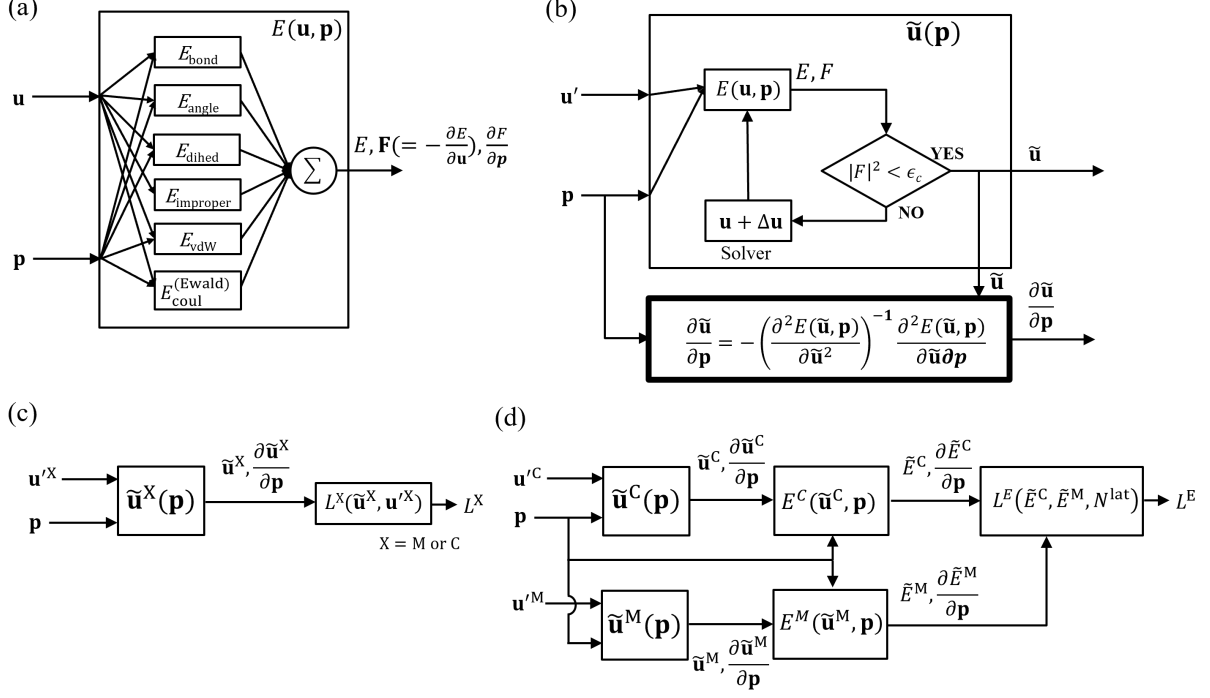 (a)
E(u, p)
E_bond
E_angle
E_dihed
E_improper
E_vdW
E_coul^(Ewald)
u
p
∑
E, F(= −∂E/∂u), ∂F/∂p
(b)
ũ(p)
u′
p
E(u, p)
E, F
|F|² < ϵ_c
YES
NO
u + Δu
Solver
ũ
ũ
∂ũ/∂p = −(∂²E(ũ, p)/∂ũ²)^−1 ∂²E(ũ, p)/∂ũ∂p
∂ũ/∂p
(c)
u′^X
p
ũ^X(p)
ũ^X, ∂ũ^X/∂p
L^X(ũ^X, u′^X)
L^X
X = M or C
(d)
u′^C
p
ũ^C(p)
ũ^C, ∂ũ^C/∂p
E^C(ũ^C, p)
Ẽ^C, ∂Ẽ^C/∂p
L^E(Ẽ^C, Ẽ^M, N^lat)
L^E
u′^M
ũ^M(p)
ũ^M, ∂ũ^M/∂p
E^M(ũ^M, p)
Ẽ^M, ∂Ẽ^M/∂p